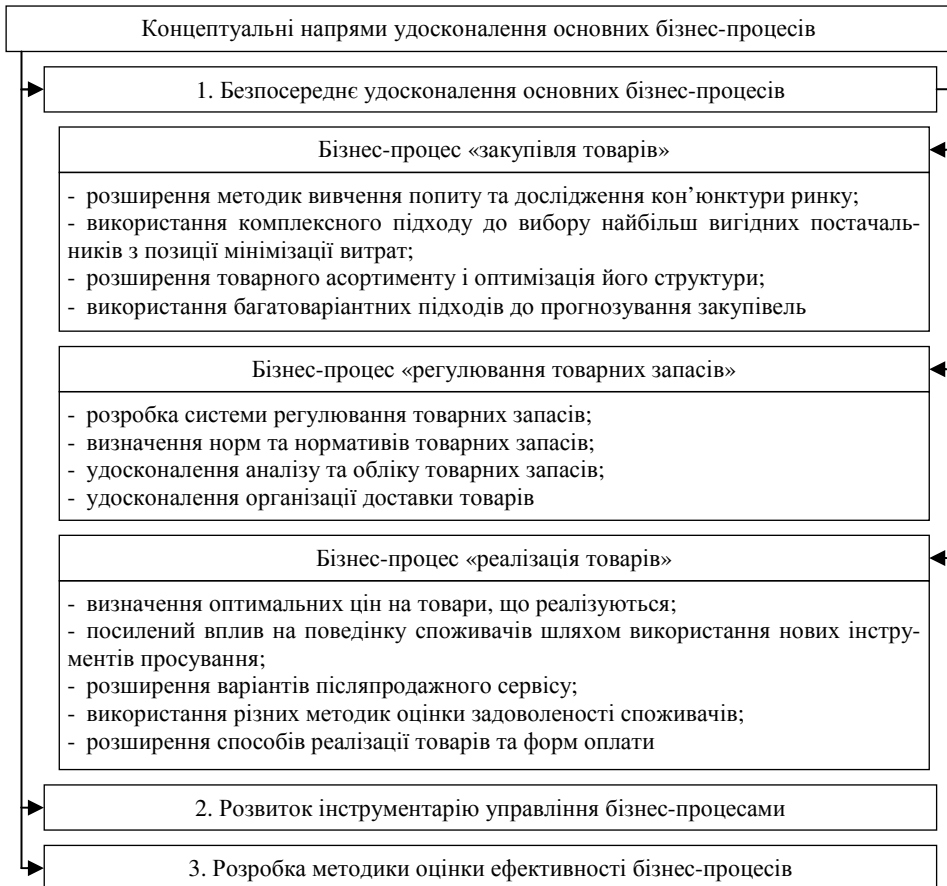 Концептуальні напрями удосконалення основних бізнес-процесів
1. Безпосереднє удосконалення основних бізнес-процесів
Бізнес-процес «закупівля товарів»
- розширення методик вивчення попиту та дослідження кон’юнктури ринку;
- використання комплексного підходу до вибору найбільш вигідних постачаль-
ників з позиції мінімізації витрат;
- розширення товарного асортименту і оптимізація його структури;
- використання багатоваріантних підходів до прогнозування закупівель
Бізнес-процес «регулювання товарних запасів»
- розробка системи регулювання товарних запасів;
- визначення норм та нормативів товарних запасів;
- удосконалення аналізу та обліку товарних запасів;
- удосконалення організації доставки товарів
Бізнес-процес «реалізація товарів»
- визначення оптимальних цін на товари, що реалізуються;
- посилений вплив на поведінку споживачів шляхом використання нових інстру-
ментів просування;
- розширення варіантів післяпродажного сервісу;
- використання різних методик оцінки задоволеності споживачів;
- розширення способів реалізації товарів та форм оплати
2. Розвиток інструментарію управління бізнес-процесами
3. Розробка методики оцінки ефективності бізнес-процесів